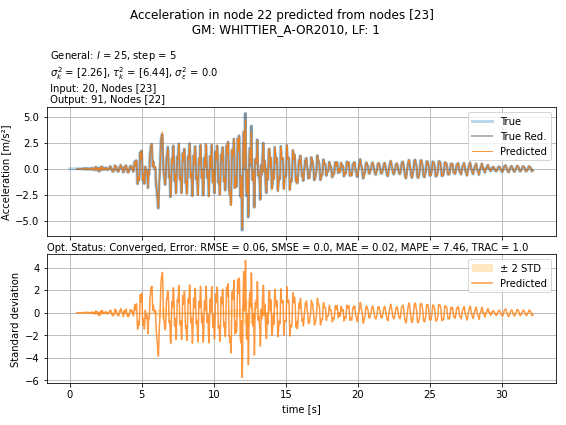 Acceleration in node 22 predicted from nodes [23]
GM: WHITTIER_A-OR2010, LF: 1
General: l = 25, step = 5
σ²_k = [2.26], τ²_k = [6.44], σ²_ε = 0.0
Input: 20, Nodes [23]
Output: 91, Nodes [22]
5.0
2.5
0.0
−2.5
−5.0
Acceleration [m/s²]
True
True Red.
Predicted
Opt. Status: Converged, Error: RMSE = 0.06, SMSE = 0.0, MAE = 0.02, MAPE = 7.46, TRAC = 1.0
4
2
0
−2
−4
−6
Standard deviation
± 2 STD
Predicted
0 5 10 15 20 25 30
time [s]